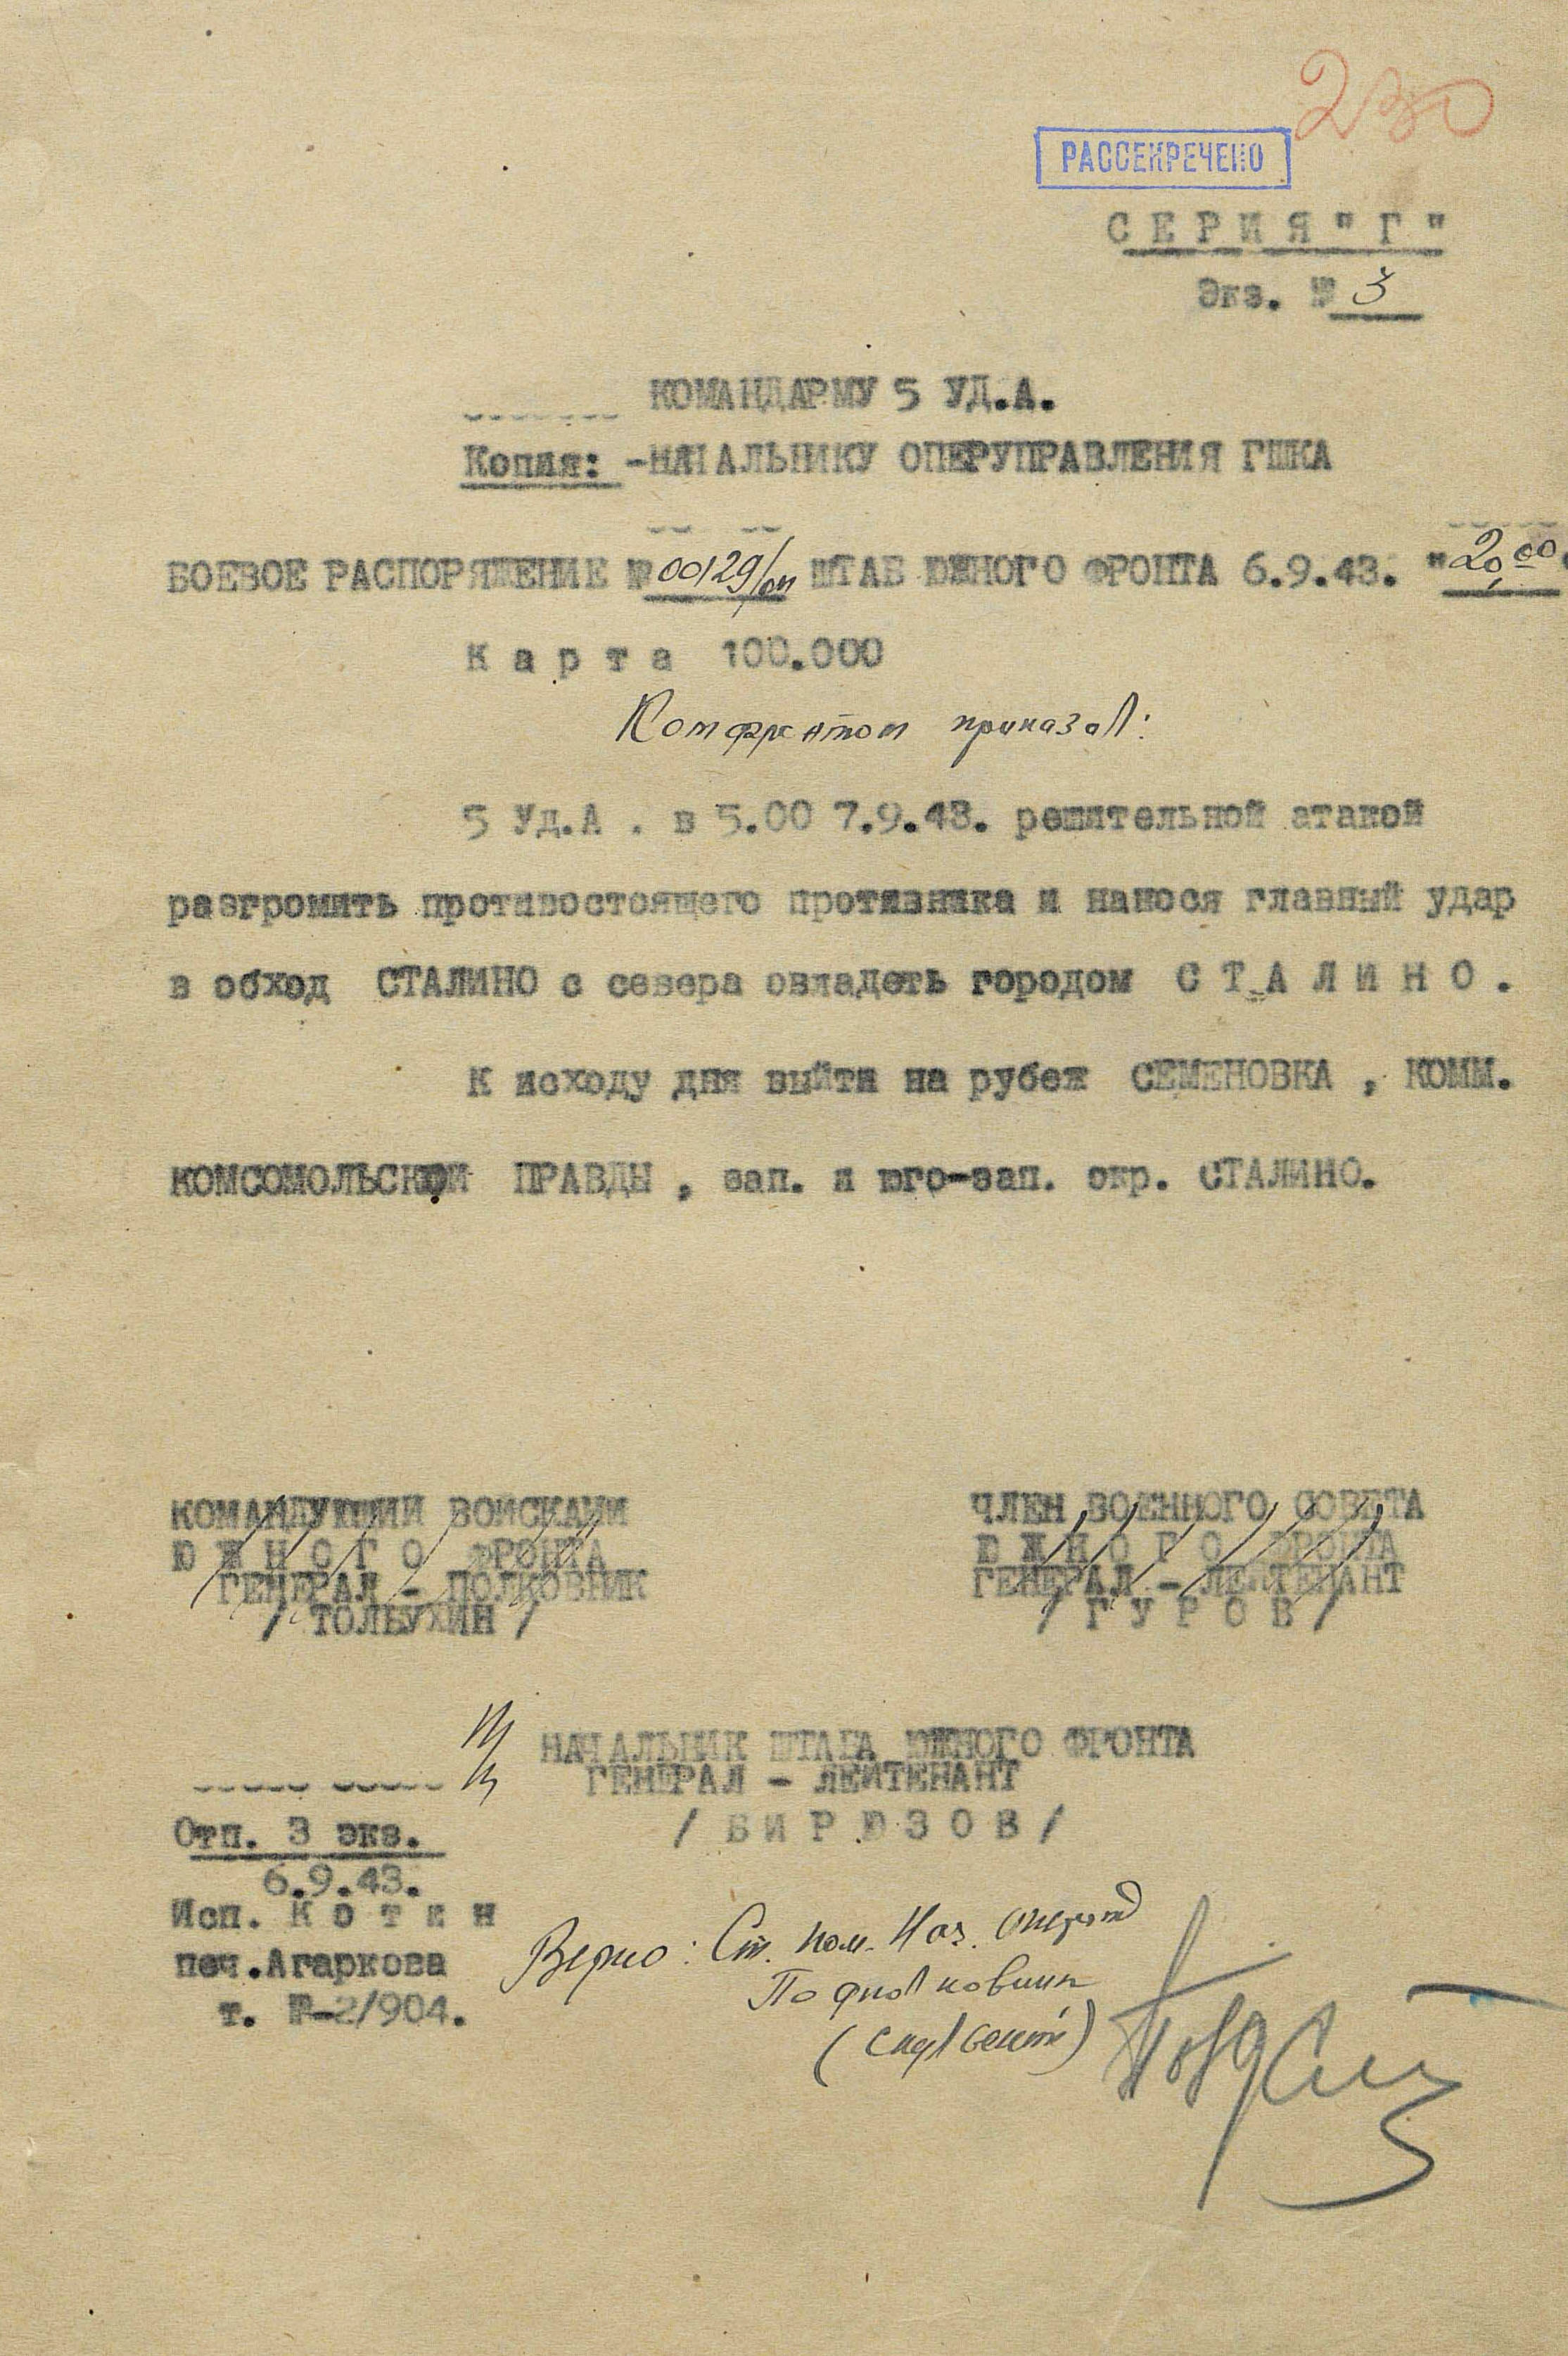 230
РАССЕКРЕЧЕНО
СЕРИЯ "Г"
Экз. № 3
КОМАНДАРМУ 5 УД.А.
Копия: -НАЧАЛЬНИКУ ОПЕРУПРАВЛЕНИЯ ГШКА
БОЕВОЕ РАСПОРЯЖЕНИЕ № 00129/оп ШТАБ ЮЖНОГО ФРОНТА 6.9.43. "20,00
Карта 100.000
Комфронтом приказал:
5 Уд.А . в 5.00 7.9.43. решительной атакой
разгромить противостоящего противника и нанося главный удар
в обход СТАЛИНО с севера овладеть городом СТАЛИНО.
К исходу дня выйти на рубеж СЕМЕНОВКА , КОММ.
КОМСОМОЛЬСКОЙ ПРАВДЫ , зап. и юго-зап. окр. СТАЛИНО.
КОМАНДУЮЩИЙ ВОЙСКАМИ
ЮЖНОГО ФРОНТА
ГЕНЕРАЛ - ПОЛКОВНИК
/ ТОЛБУХИН /
ЧЛЕН ВОЕННОГО СОВЕТА
ЮЖНОГО ФРОНТА
ГЕНЕРАЛ - ЛЕЙТЕНАНТ
/ ГУРОВ /
НАЧАЛЬНИК ШТАБА ЮЖНОГО ФРОНТА
ГЕНЕРАЛ - ЛЕЙТЕНАНТ
/ БИРЮЗОВ /
Отп. 3 экз.
6.9.43.
Исп. Котин
печ.Агаркова
т. №-2/904.
Верно: Ст. пом. Нач. оперотд
Подполковник